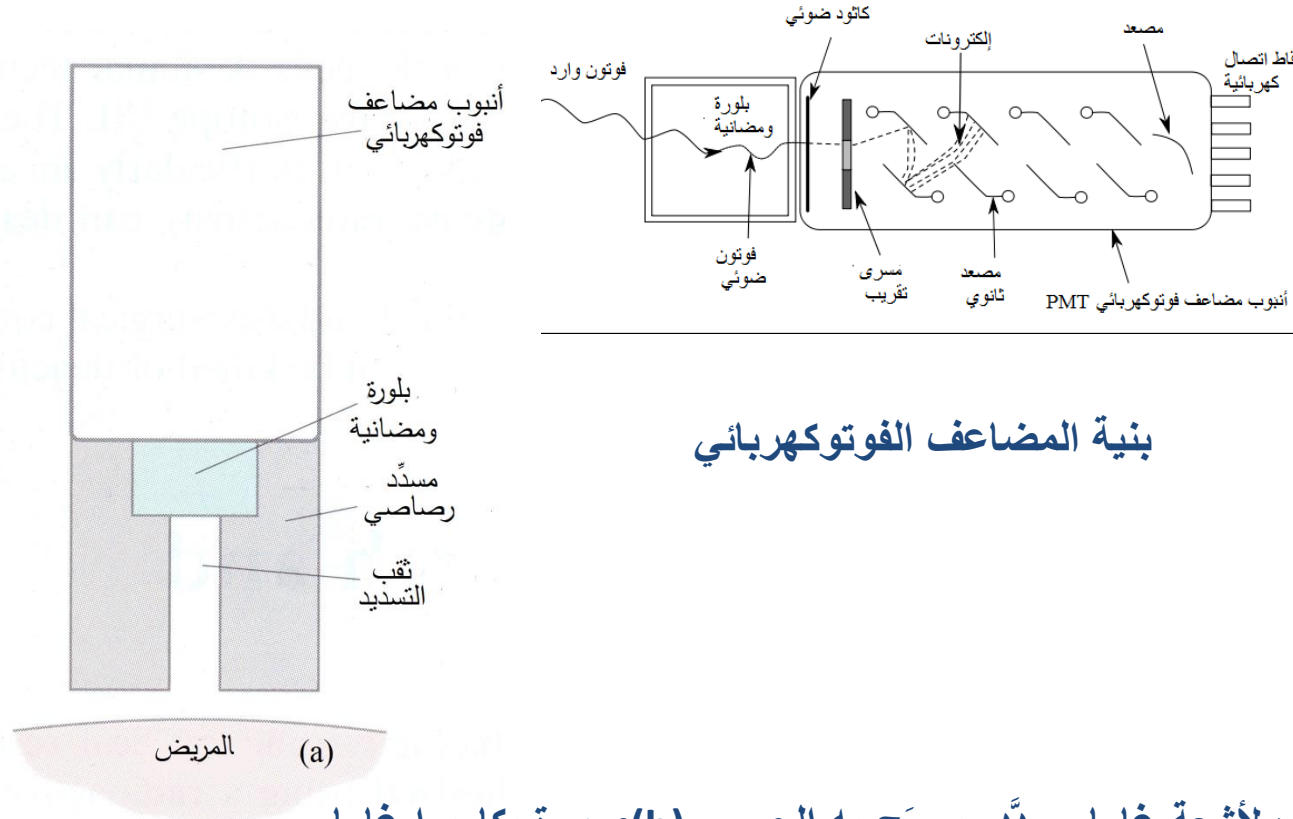 كاثود ضوئي
مصعد
إلكترونات
فوتون وارد
اتصال
كهربائية
بلورة
ومضانية
فوتون
ضوئي
مسرى
تقريب
مصعد
ثانوي
أنبوب مضاعف فوتوكهربائي PMT
بنية المضاعف الفوتوكهربائي
أنبوب مضاعف
فوتوكهربائي
بلورة
ومضانية
مسدِّد
رصاصي
ثقب
التسديد
المريض
(a)